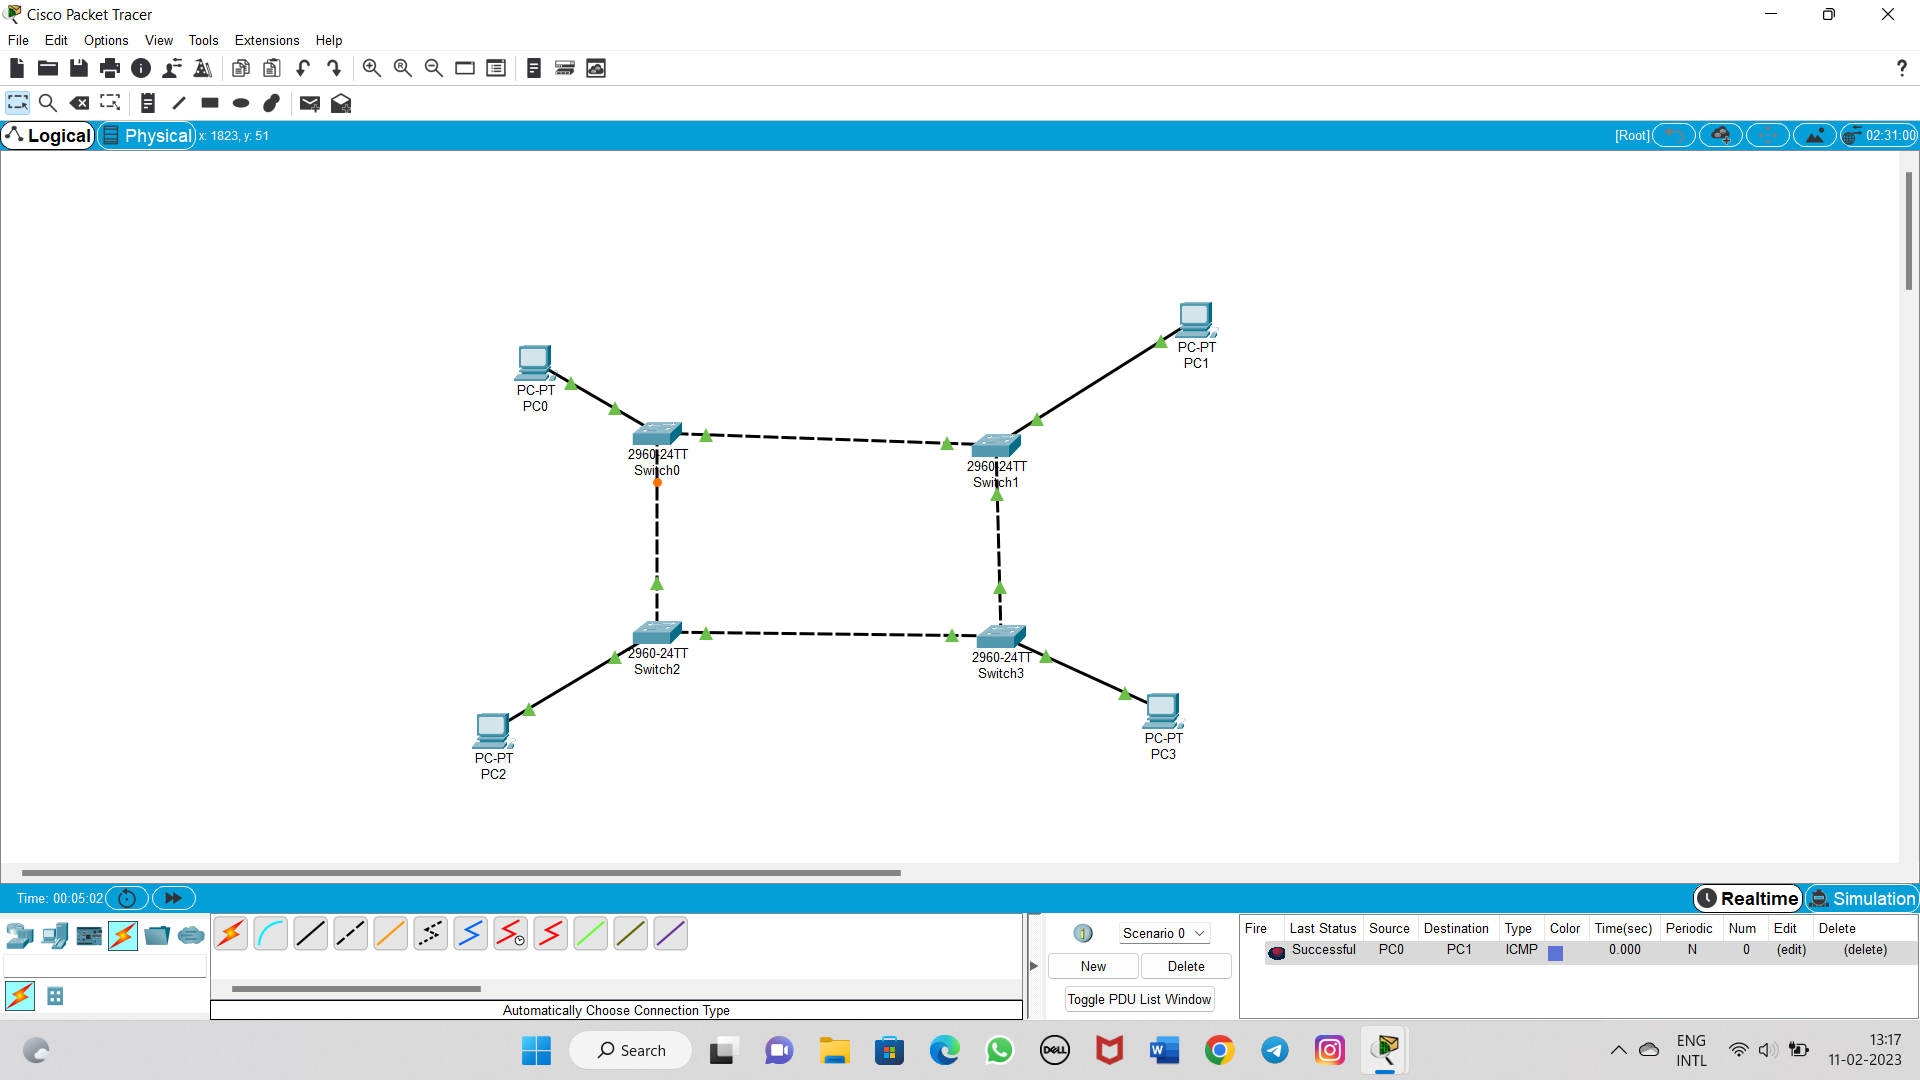 Cisco Packet Tracer
File Edit Options View Tools Extensions Help
Logical Physical x: 1823, y: 51 [Root] 02:31:00
PC-PT
PC1
PC-PT
PC0
2960-24TT
Switch0
2960-24TT
Switch1
2960-24TT
Switch2
2960-24TT
Switch3
PC-PT
PC3
PC-PT
PC2
Time: 00:05:02 Realtime Simulation
Scenario 0
New Delete
Toggle PDU List Window
Fire Last Status Source Destination Type Color Time(sec) Periodic Num Edit Delete
Successful PC0 PC1 ICMP 0.000 N 0 (edit) (delete)
Automatically Choose Connection Type
Search
DELL
W
ENG
INTL
13:17
11-02-2023